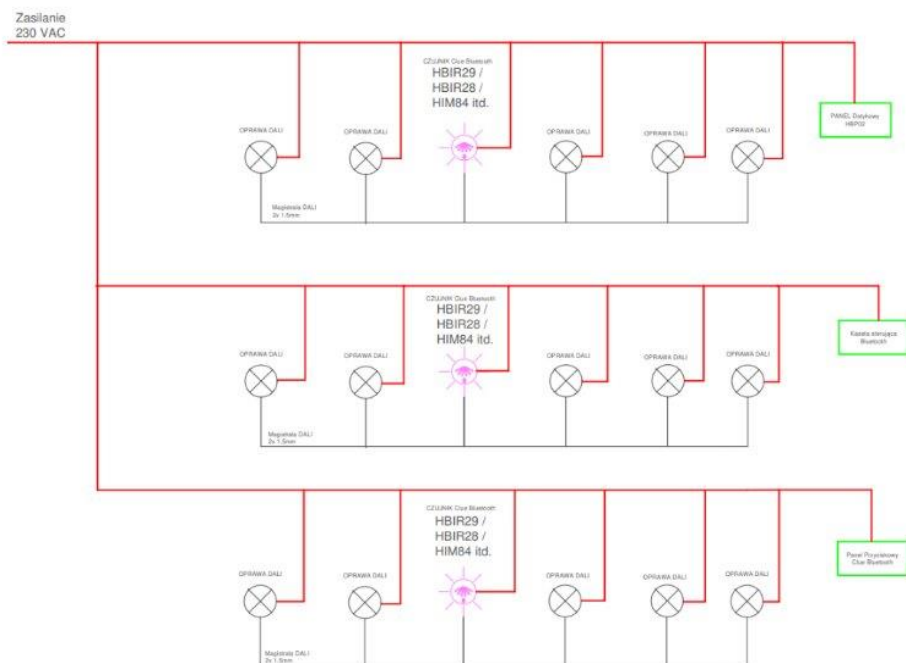 Zasilanie
230 VAC
CZUJNIK Clue Bluetooth
HBIR29 /
HBIR28 /
HIM84 itd.
PANEL Dotykowy
HBP02
OPRAWA DALI
OPRAWA DALI
OPRAWA DALI
OPRAWA DALI
OPRAWA DALI
Magistrala DALI
2x 1.5mm
CZUJNIK Clue Bluetooth
HBIR29 /
HBIR28 /
HIM84 itd.
Kaseta sterująca
Bluetooth
OPRAWA DALI
OPRAWA DALI
OPRAWA DALI
OPRAWA DALI
OPRAWA DALI
Magistrala DALI
2x 1.5mm
CZUJNIK Clue Bluetooth
HBIR29 /
HBIR28 /
HIM84 itd.
Panel Przyciskowy
Clue Bluetooth
OPRAWA DALI
OPRAWA DALI
OPRAWA DALI
OPRAWA DALI
OPRAWA DALI
Magistrala DALI
2x 1.5mm